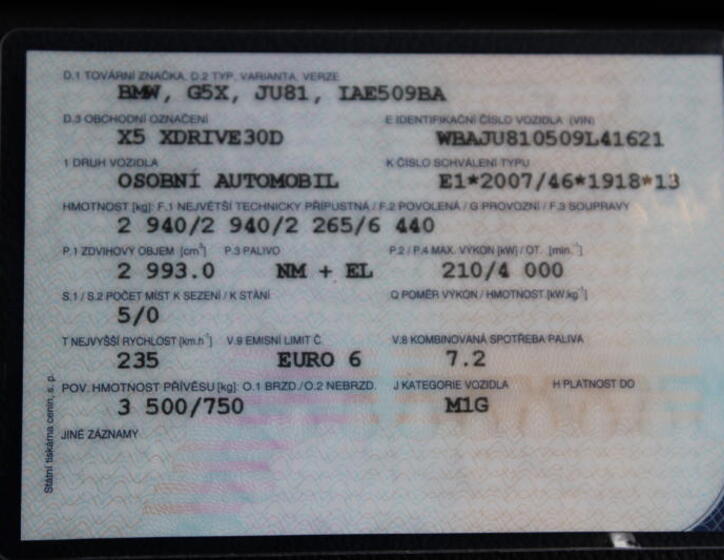 D.1 TOVÁRNÍ ZNAČKA, D.2 TYP, VARIANTA, VERZE
BMW, G5X, JU81, IAE509BA
D.3 OBCHODNÍ OZNAČENÍ E IDENTIFIKAČNÍ ČÍSLO VOZIDLA (VIN)
X5 XDRIVE30D WBAJU810509L41621
1 DRUH VOZIDLA K ČÍSLO SCHVÁLENÍ TYPU
OSOBNÍ AUTOMOBIL E1*2007/46*1918*13
HMOTNOST [kg]: F.1 NEJVĚTŠÍ TECHNICKY PŘÍPUSTNÁ / F.2 POVOLENÁ / G PROVOZNÍ / F.3 SOUPRAVY
2 940/2 940/2 265/6 440
P.1 ZDVIHOVÝ OBJEM [cm³] P.3 PALIVO P.2 / P.4 MAX. VÝKON [kW] / OT. [min.⁻¹]
2 993.0 NM + EL 210/4 000
S.1 / S.2 POČET MÍST K SEZENÍ / K STÁNÍ Q POMĚR VÝKON / HMOTNOST [kW.kg⁻¹]
5/0
T NEJVYŠŠÍ RYCHLOST [km.h⁻¹] V.9 EMISNÍ LIMIT Č. V.8 KOMBINOVANÁ SPOTŘEBA PALIVA
235 EURO 6 7.2
POV. HMOTNOST PŘÍVĚSU [kg]: O.1 BRZD. / O.2 NEBRZD. J KATEGORIE VOZIDLA H PLATNOST DO
3 500/750 M1G
JINÉ ZÁZNAMY
Státní tiskárna cenin, s. p.